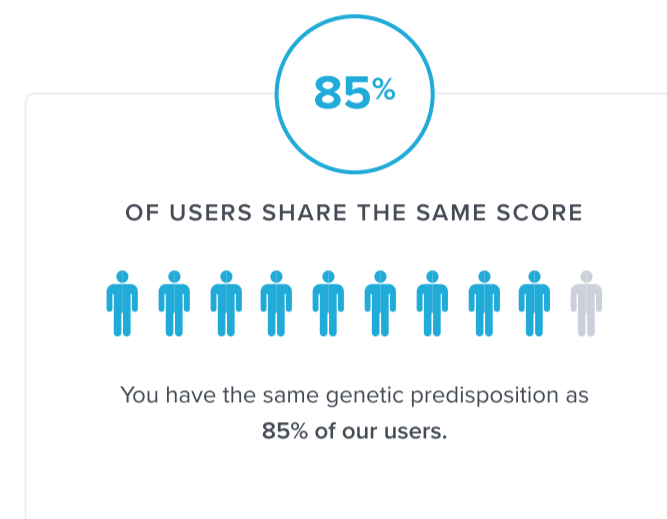 85%
OF USERS SHARE THE SAME SCORE
You have the same genetic predisposition as
85% of our users.